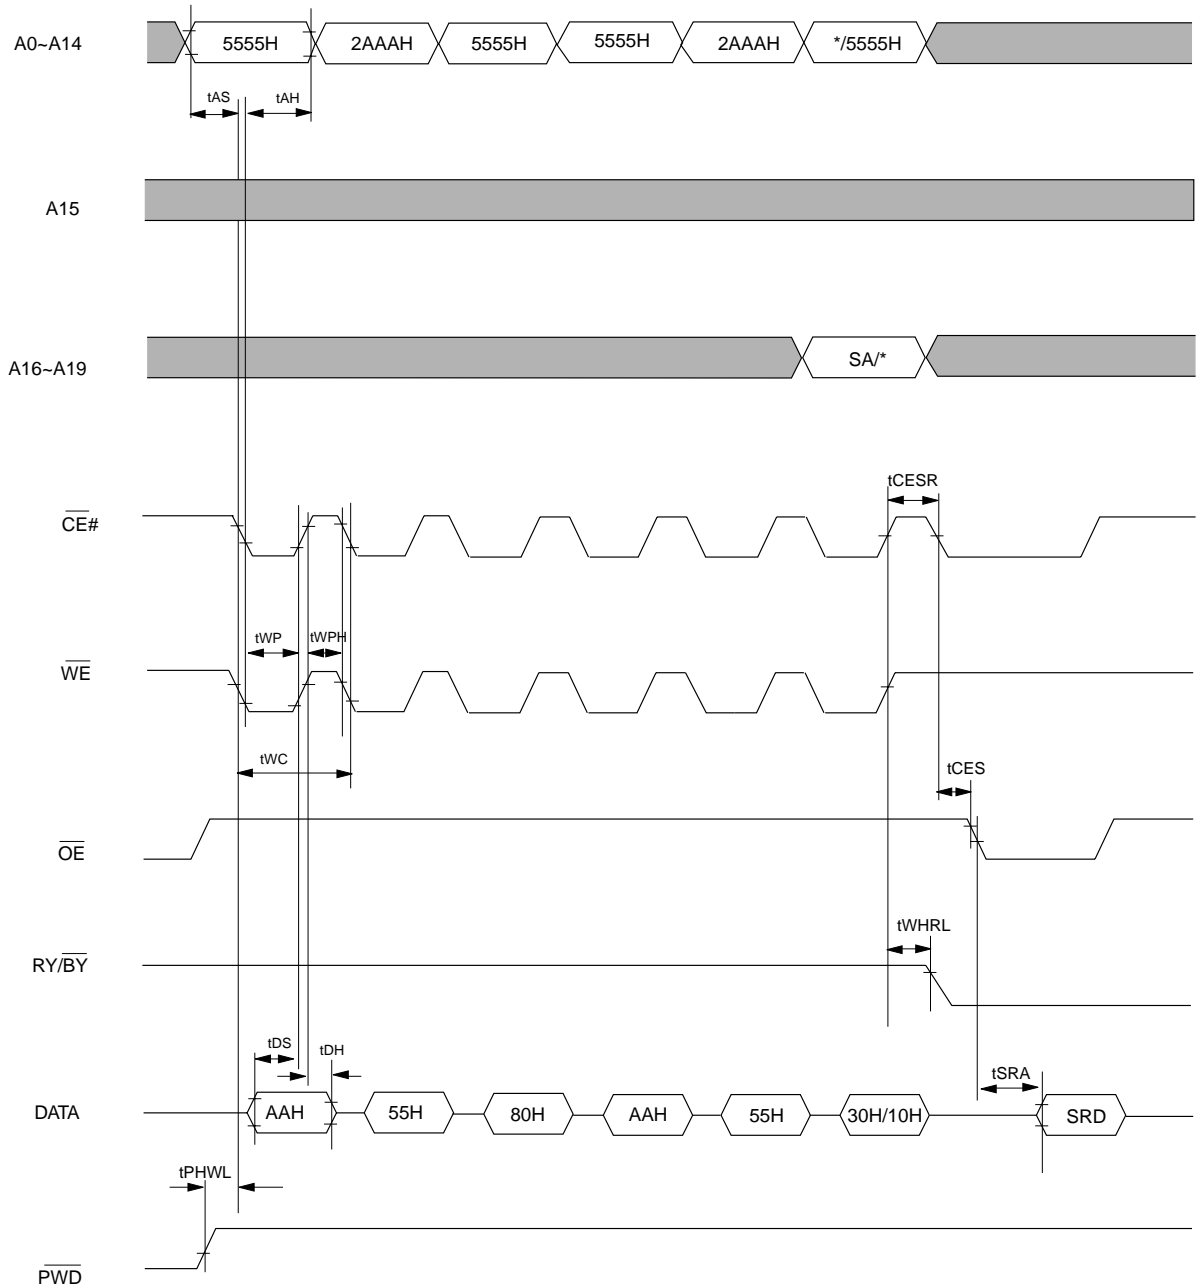 A0~A14 5555H 2AAAH 5555H 5555H 2AAAH */5555H
tAS tAH
A15
A16~A19 SA/*
tCESR
CE#
tWP tWPH
WE
tWC
tCES
OE
tWHRL
RY/BY
tDS tDH
tSRA
DATA AAH 55H 80H AAH 55H 30H/10H SRD
tPHWL
PWD